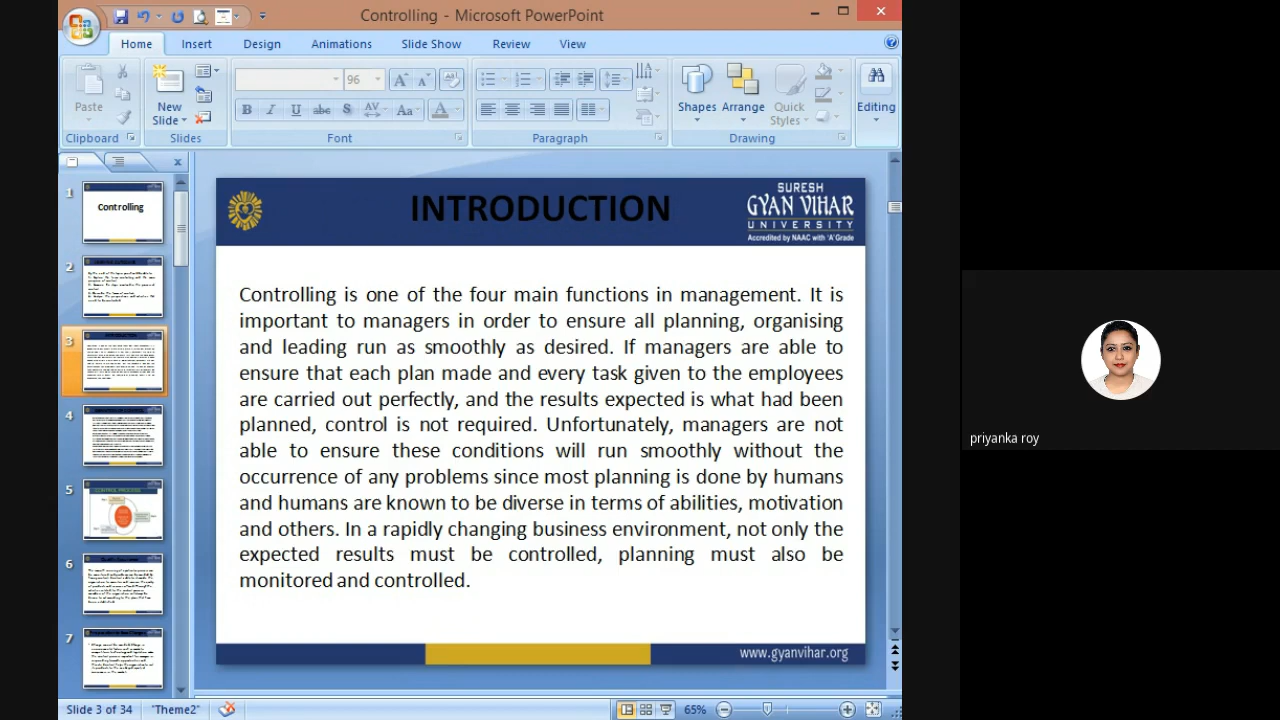 Controlling - Microsoft PowerPoint
Home Insert Design Animations Slide Show Review View
Paste
Clipboard
New
Slide
Slides
96
Font
Paragraph
Shapes
Arrange
Quick
Styles
Drawing
Editing
1
Controlling
2
3
4
5
6
7
INTRODUCTION
SURESH
GYAN VIHAR
UNIVERSITY
Accredited by NAAC with 'A' Grade
Controlling is one of the four main functions in management. It is
important to managers in order to ensure all planning, organising
and leading run as smoothly as desired. If managers are able to
ensure that each plan made and every task given to the employees
are carried out perfectly, and the results expected is what had been
planned, control is not required. Unfortunately, managers are not
able to ensure these conditions will run smoothly without the
occurrence of any problems since most planning is done by humans
and humans are known to be diverse in terms of abilities, motivation
and others. In a rapidly changing business environment, not only the
expected results must be controlled, planning must also be
monitored and controlled.
www.gyanvihar.org
Slide 3 of 34
"Theme2"
65%
priyanka roy